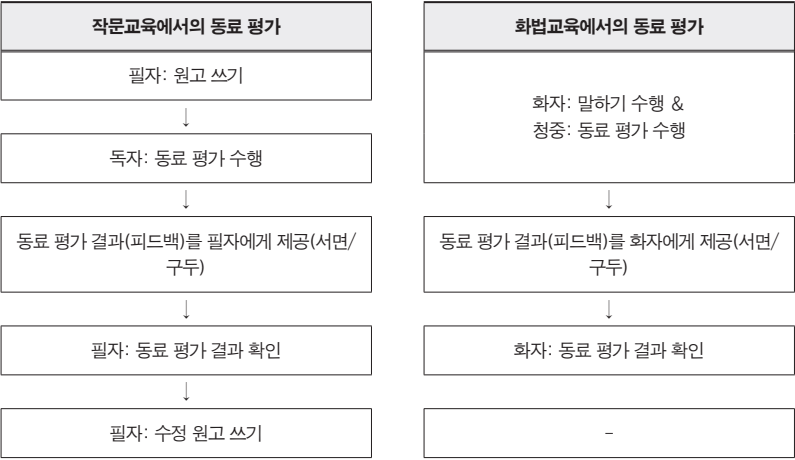 작문교육에서의 동료 평가
필자: 원고 쓰기
↓
독자: 동료 평가 수행
↓
동료 평가 결과(피드백)를 필자에게 제공(서면/
구두)
↓
필자: 동료 평가 결과 확인
↓
필자: 수정 원고 쓰기
화법교육에서의 동료 평가
화자: 말하기 수행 &
청중: 동료 평가 수행
↓
동료 평가 결과(피드백)를 화자에게 제공(서면/
구두)
↓
화자: 동료 평가 결과 확인
–